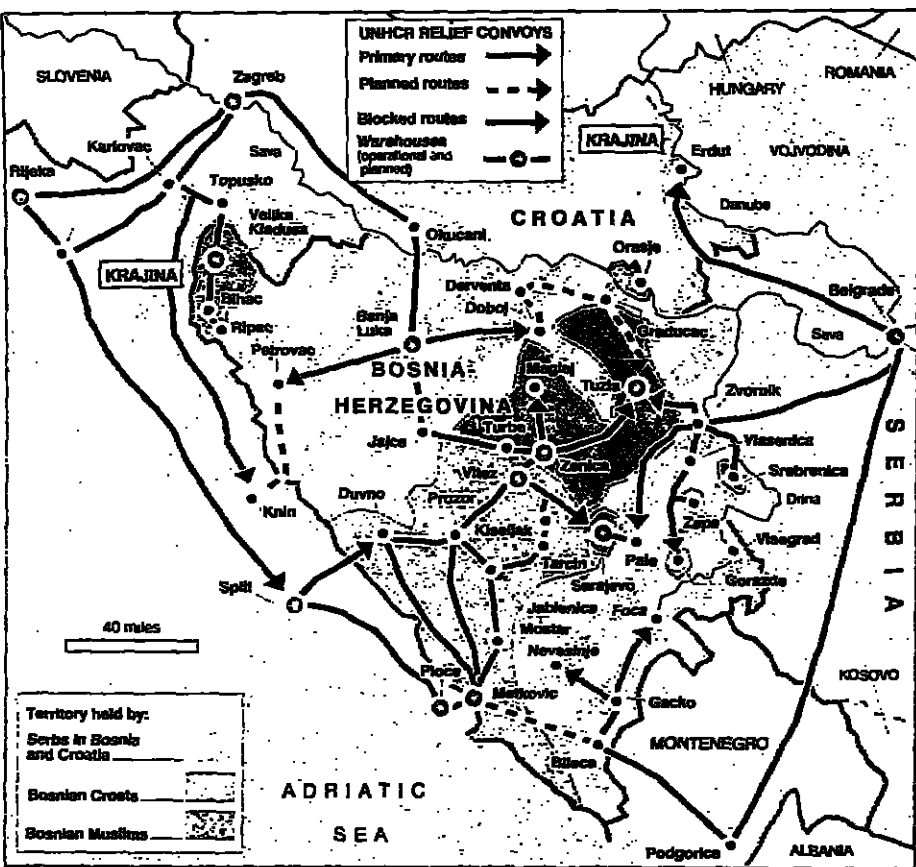 UNHCR RELIEF CONVOYS
Primary routes
Planned routes
Blocked routes
Warehouses
(operational and
planned)
SLOVENIA
Zagreb
HUNGARY
ROMANIA
Karlovac
Sava
KRAJINA
Erdut
VOJVODINA
Rijeka
Topusko
Velika
Kladusa
CROATIA
Danube
Okucani
Orasje
KRAJINA
Derventa
Belgrade
Bihac
Banja
Luka
Doboj
Gradacac
Sava
Ripac
Petrovac
BOSNIA
Maglaj
Tuzla
Zvornik
HERZEGOVINA
Turbe
Jajce
Zenica
Vlasenica
Vitez
Srebrenica
Duvno
Prozor
Drina
Knin
Kiseljak
Zepa
Visegrad
SERBIA
Tarcin
Pale
Split
Sarajevo
Gorazde
Jablanica
Foca
40 miles
Mostar
Nevesinje
Ploce
KOSOVO
Metkovic
Gacko
Territory held by:
Serbs in Bosnia
and Croatia
MONTENEGRO
Bileca
Bosnian Croats
ADRIATIC
SEA
Bosnian Muslims
Podgorica
ALBANIA